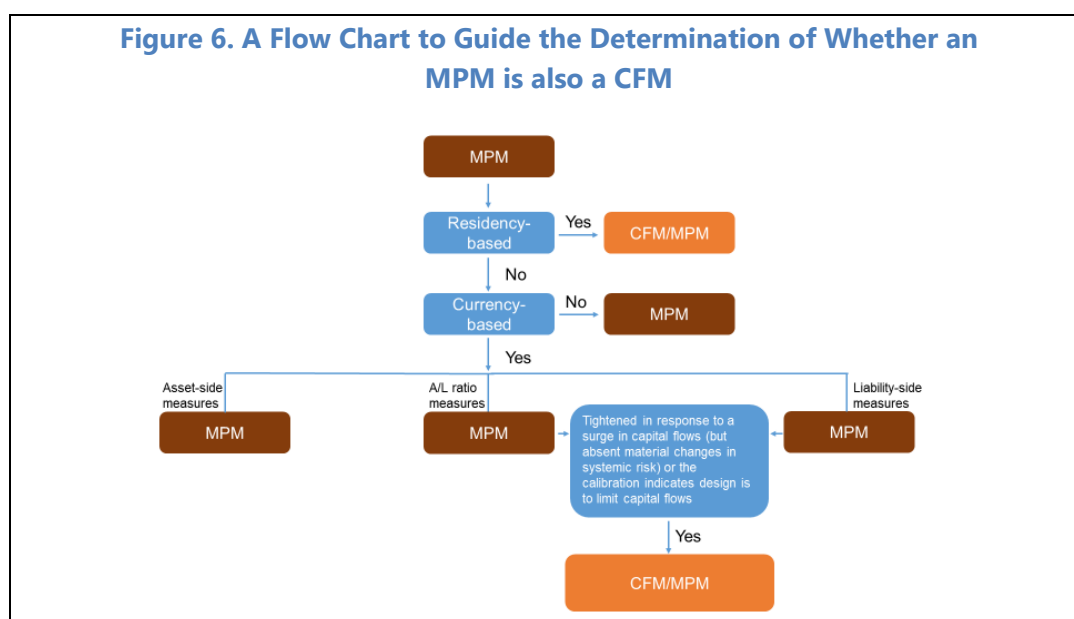 Figure 6. A Flow Chart to Guide the Determination of Whether an
MPM is also a CFM
MPM
Residency-
based
Yes
CFM/MPM
No
Currency-
based
No
MPM
Yes
Asset-side
measures
MPM
A/L ratio
measures
MPM
Tightened in response to a
surge in capital flows (but
absent material changes in
systemic risk) or the
calibration indicates design is
to limit capital flows
Liability-side
measures
MPM
Yes
CFM/MPM